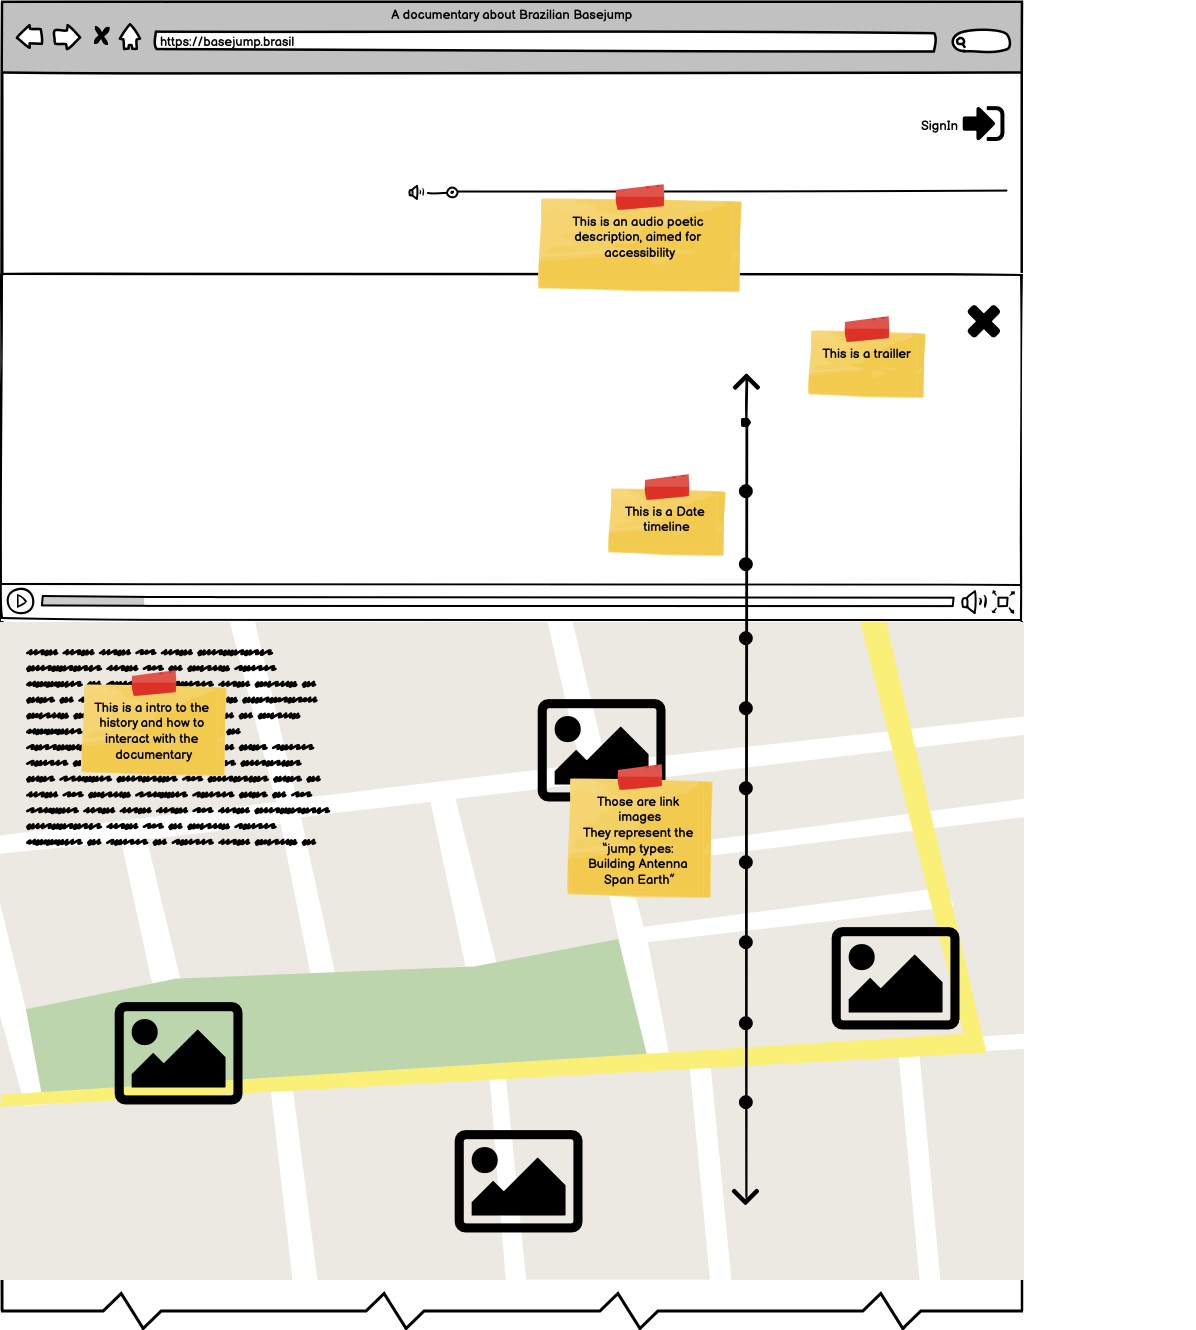 A documentary about Brazilian Basejump
https://basejump.brasil
SignIn
This is an audio poetic
description, aimed for
accessibility
This is a trailler
This is a Date
timeline
This is a intro to the
history and how to
interact with the
documentary
Those are link
images
They represent the
"jump types:
Building Antenna
Span Earth"